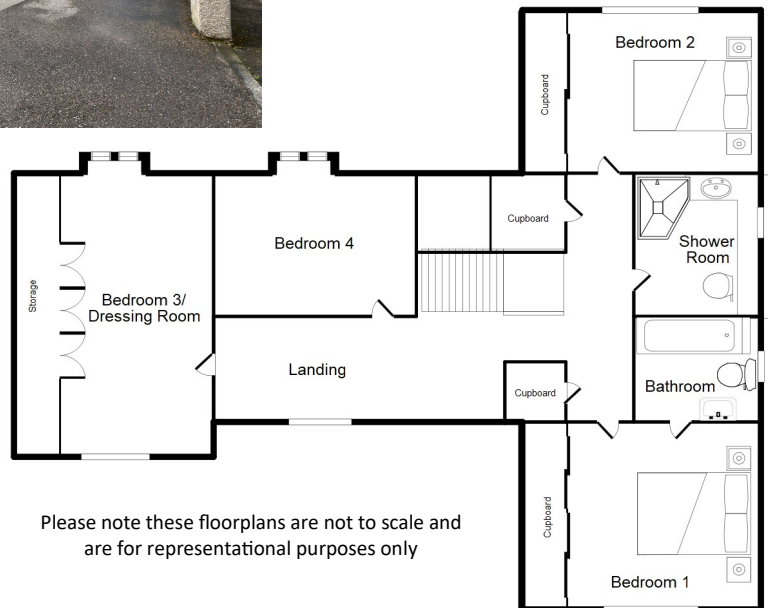 Bedroom 2
Cupboard
Cupboard
Bedroom 4
Shower
Room
Storage
Bedroom 3/
Dressing Room
Landing
Cupboard
Bathroom
Cupboard
Bedroom 1
Please note these floorplans are not to scale and
are for representational purposes only